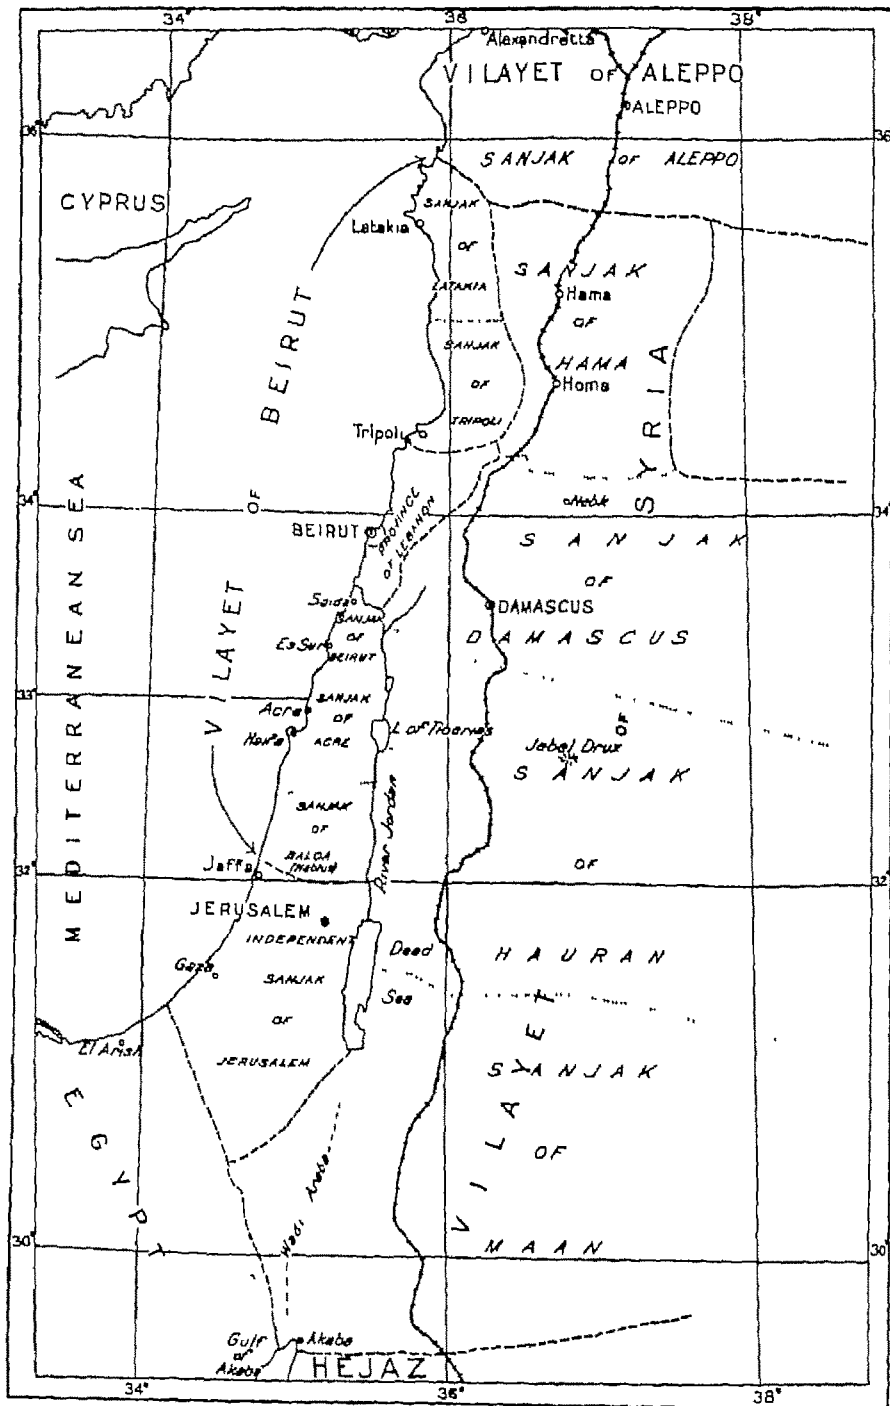 34°
36
38°
Alexandretta
VILAYET OF ALEPPO
ALEPPO
36
36
SANJAK OF ALEPPO
CYPRUS
SANJAK
OF
LATAKIA
Latakia
SANJAK
OF
HAMA
Hama
Homs
SANJAK
OF
TRIPOLI
Tripoli
VILAYET OF BEIRUT
VILAYET OF SYRIA
MEDITERRANEAN SEA
34°
34°
Nebk
BEIRUT
PROVINCE
OF LEBANON
SANJAK
OF
DAMASCUS
DAMASCUS
Saida
SANJAK
OF
BEIRUT
Es Sur
33°
33°
Acre
SANJAK
OF
ACRE
Haifa
L of Tiberias
Jebel Druz
SANJAK
OF
HAURAN
SANJAK
OF
BALQA
(Nablus)
River Jordan
Jaffa
32°
32°
JERUSALEM
INDEPENDENT
SANJAK
OF
JERUSALEM
Dead
Sea
Gaza
El Arish
SANJAK
OF
MAAN
EGYPT
Wadi Araba
30°
30°
Gulf
of
Akaba
Akaba
HEJAZ
34°
36°
38°